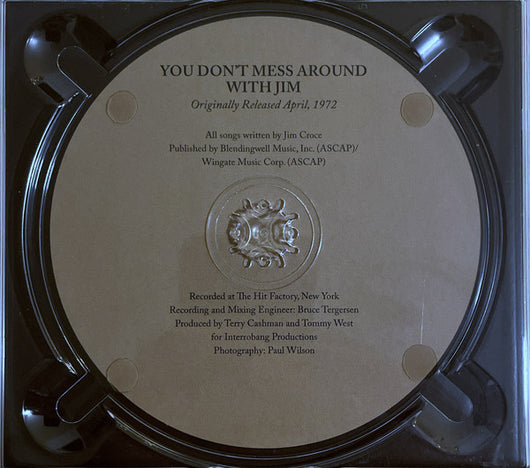 YOU DON'T MESS AROUND
WITH JIM
Originally Released April, 1972
All songs written by Jim Croce
Published by Blendingwell Music, Inc. (ASCAP)/
Wingate Music Corp. (ASCAP)
Recorded at The Hit Factory, New York
Recording and Mixing Engineer: Bruce Tergersen
Produced by Terry Cashman and Tommy West
for Interrobang Productions
Photography: Paul Wilson